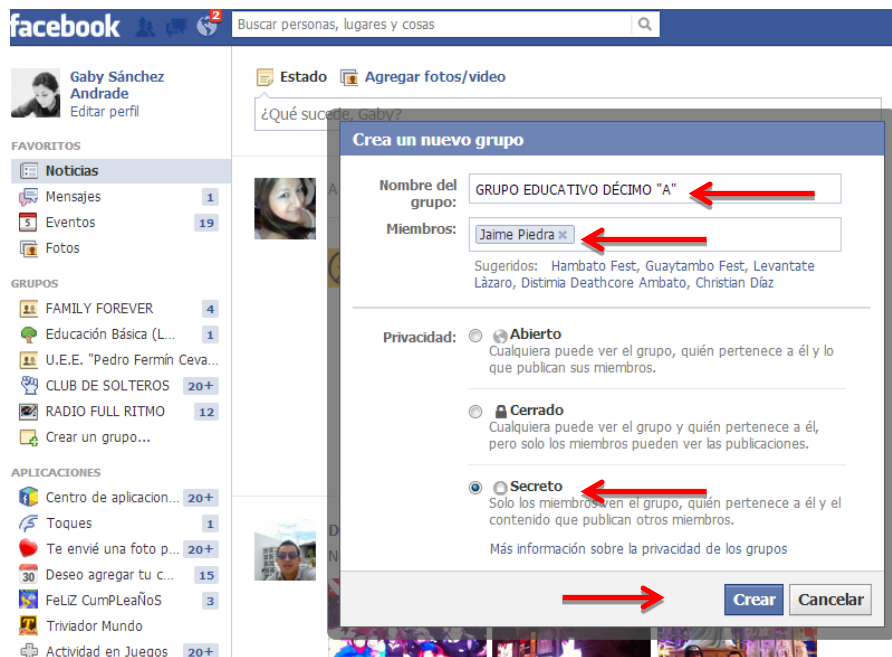 facebook
2
Buscar personas, lugares y cosas
Gaby Sánchez
Andrade
Editar perfil
FAVORITOS
Noticias
Mensajes 1
Eventos 19
Fotos
GRUPOS
FAMILY FOREVER 4
Educación Básica (L... 1
U.E.E. "Pedro Fermín Ceva...
CLUB DE SOLTEROS 20+
RADIO FULL RITMO 12
Crear un grupo...
APLICACIONES
Centro de aplicacion... 20+
Toques 1
Te envié una foto p... 20+
30 Deseo agregar tu c... 15
FeLiZ CumPLeaÑoS 3
Triviador Mundo
Actividad en Juegos 20+
Estado Agregar fotos/video
¿Qué sucede, Gaby?
Crea un nuevo grupo
Nombre del
grupo:
GRUPO EDUCATIVO DÉCIMO "A"
Miembros:
Jaime Piedra ×
Sugeridos: Hambato Fest, Guaytambo Fest, Levantate
Làzaro, Distimia Deathcore Ambato, Christian Díaz
Privacidad:
Abierto
Cualquiera puede ver el grupo, quién pertenece a él y lo
que publican sus miembros.
Cerrado
Cualquiera puede ver el grupo y quién pertenece a él,
pero solo los miembros pueden ver las publicaciones.
Secreto
Solo los miembros ven el grupo, quién pertenece a él y el
contenido que publican otros miembros.
Más información sobre la privacidad de los grupos
Crear Cancelar